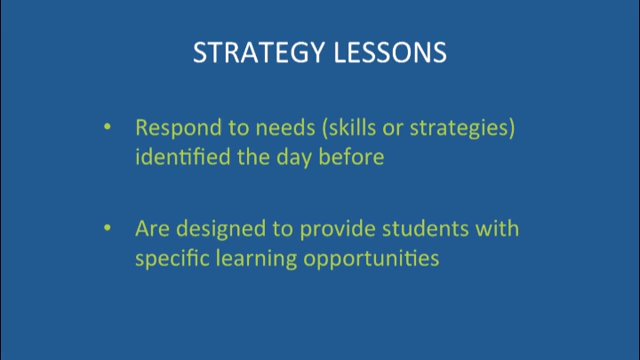 STRATEGY LESSONS
• Respond to needs (skills or strategies)
identified the day before
• Are designed to provide students with
specific learning opportunities